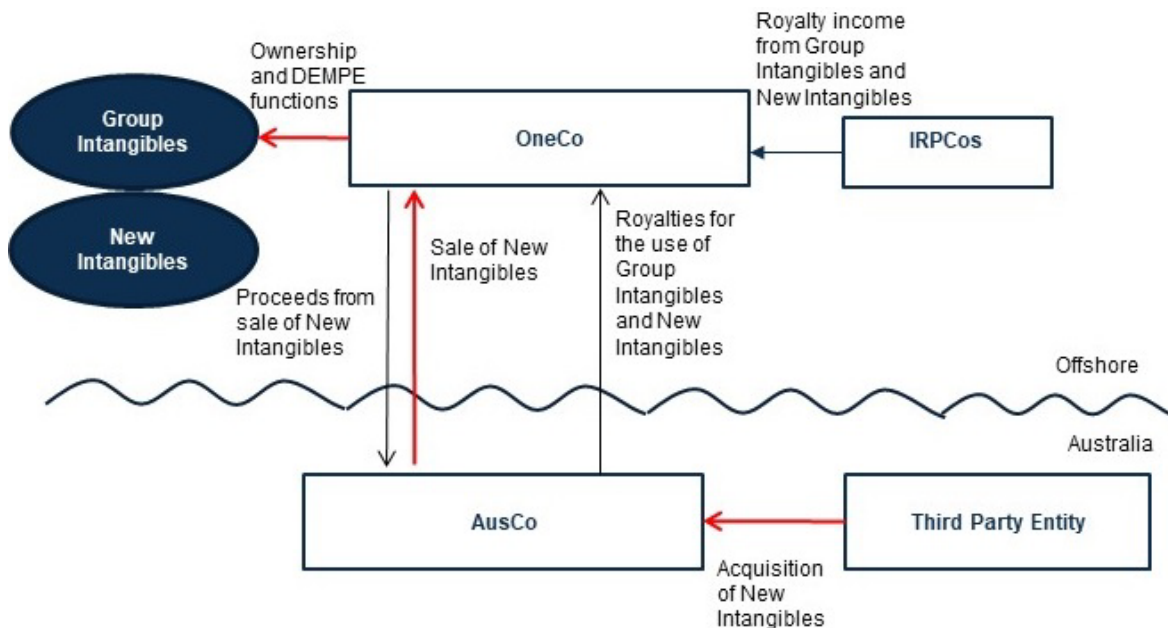 Royalty income
from Group
Intangibles and
New Intangibles
Ownership
and DEMPE
functions
Group
Intangibles
OneCo
IRPCos
New
Intangibles
Sale of New
Intangibles
Royalties for
the use of
Group
Intangibles
and New
Intangibles
Proceeds from
sale of New
Intangibles
Offshore
Australia
AusCo
Third Party Entity
Acquisition
of New
Intangibles